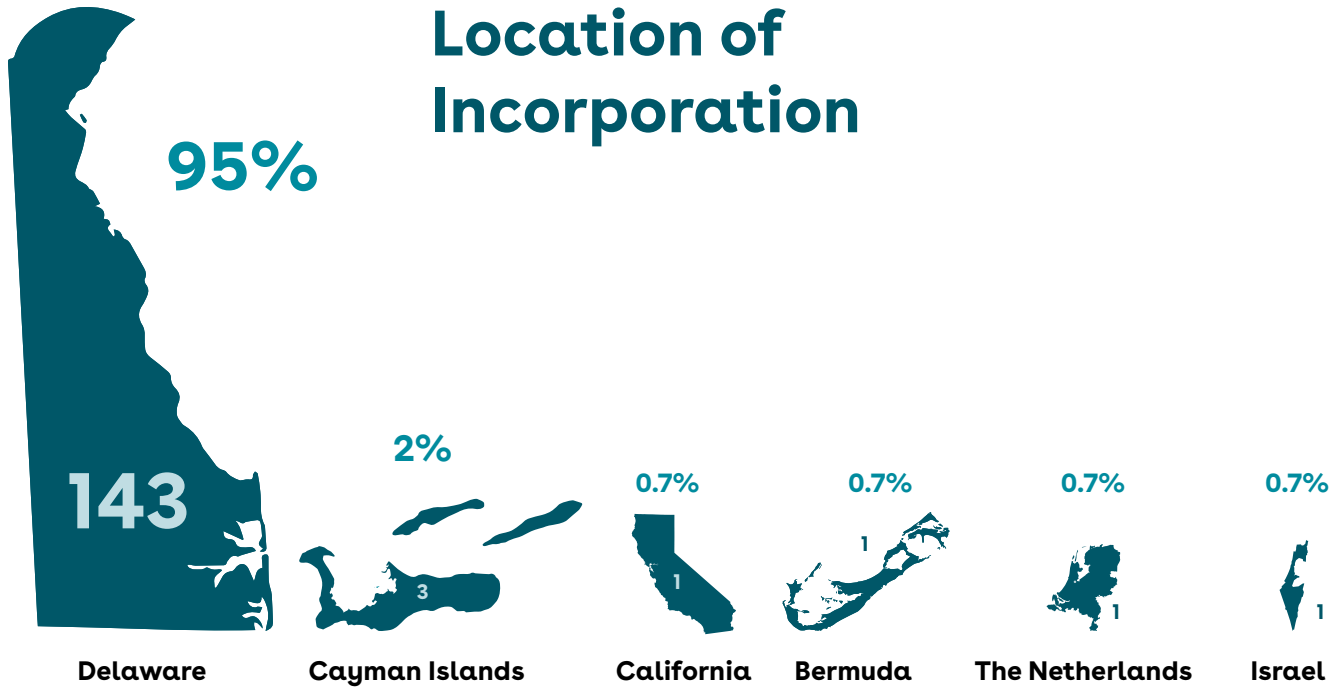 Location of
Incorporation
95%
143
2%
3
0.7%
1
0.7%
1
0.7%
1
0.7%
1
Delaware
Cayman Islands
California
Bermuda
The Netherlands
Israel